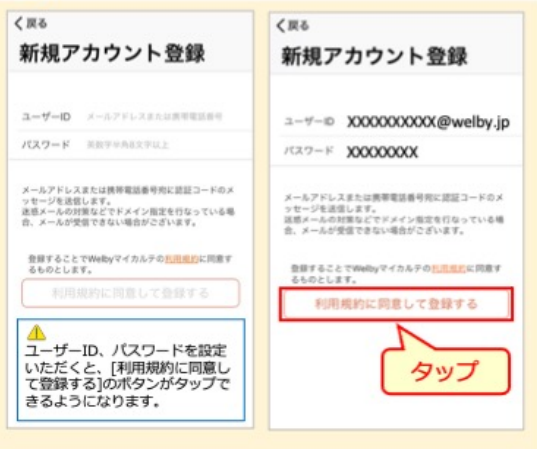 戻る
新規アカウント登録
ユーザーID メールアドレスまたは携帯電話番号
パスワード 英数字半角8文字以上
メールアドレスまたは携帯電話番号宛に認証コードのメ
ッセージを送信します。
迷惑メールの対策などでドメイン指定を行なっている場
合、メールが受信できない場合がございます。
登録することでWelbyマイカルテの利用規約に同意す
るものとします。
利用規約に同意して登録する
ユーザーID、パスワードを設定
いただくと、[利用規約に同意し
て登録する]のボタンがタップで
きるようになります。
戻る
新規アカウント登録
ユーザーID XXXXXXXXXX@welby.jp
パスワード XXXXXXXX
メールアドレスまたは携帯電話番号宛に認証コードのメ
ッセージを送信します。
迷惑メールの対策などでドメイン指定を行なっている場
合、メールが受信できない場合がございます。
登録することでWelbyマイカルテの利用規約に同意す
るものとします。
利用規約に同意して登録する
タップ